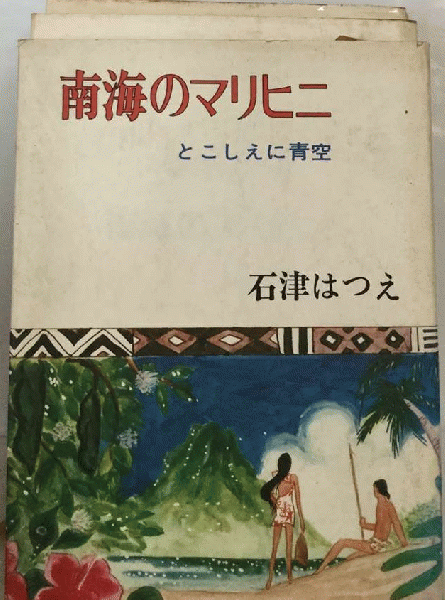 南海のマリヒニ
とこしえに青空
石津はつえ